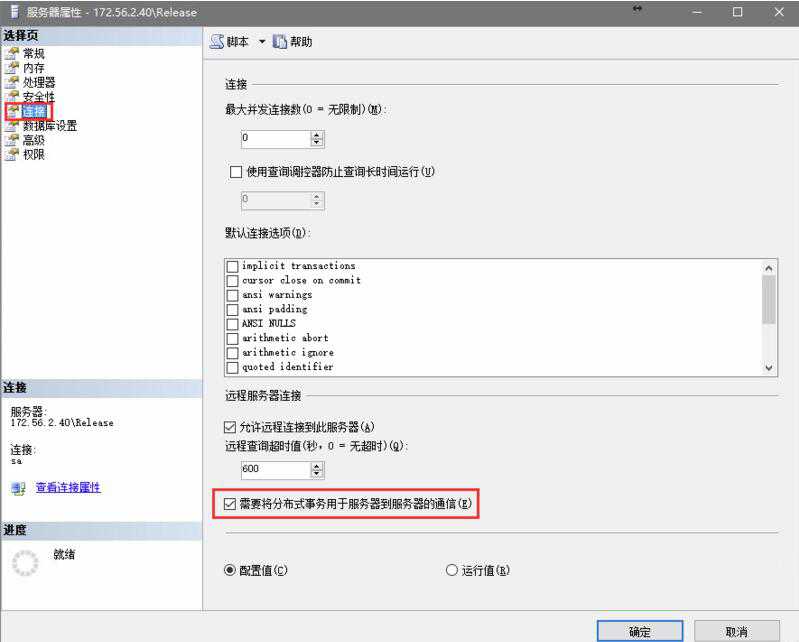 服务器属性 - 172.56.2.40\Release
选择页
常规
内存
处理器
安全性
连接
数据库设置
高级
权限
脚本 帮助
连接
最大并发连接数(0 = 无限制)(M):
0
使用查询调控器防止查询长时间运行(U)
0
默认连接选项(D):
implicit transactions
cursor close on commit
ansi warnings
ansi padding
ANSI NULLS
arithmetic abort
arithmetic ignore
quoted identifier
远程服务器连接
允许远程连接到此服务器(A)
远程查询超时值(秒, 0 = 无超时)(Q):
600
需要将分布式事务用于服务器到服务器的通信(E)
配置值(C) 运行值(R)
连接
服务器:
172.56.2.40\Release
连接:
sa
查看连接属性
进度
就绪
确定 取消